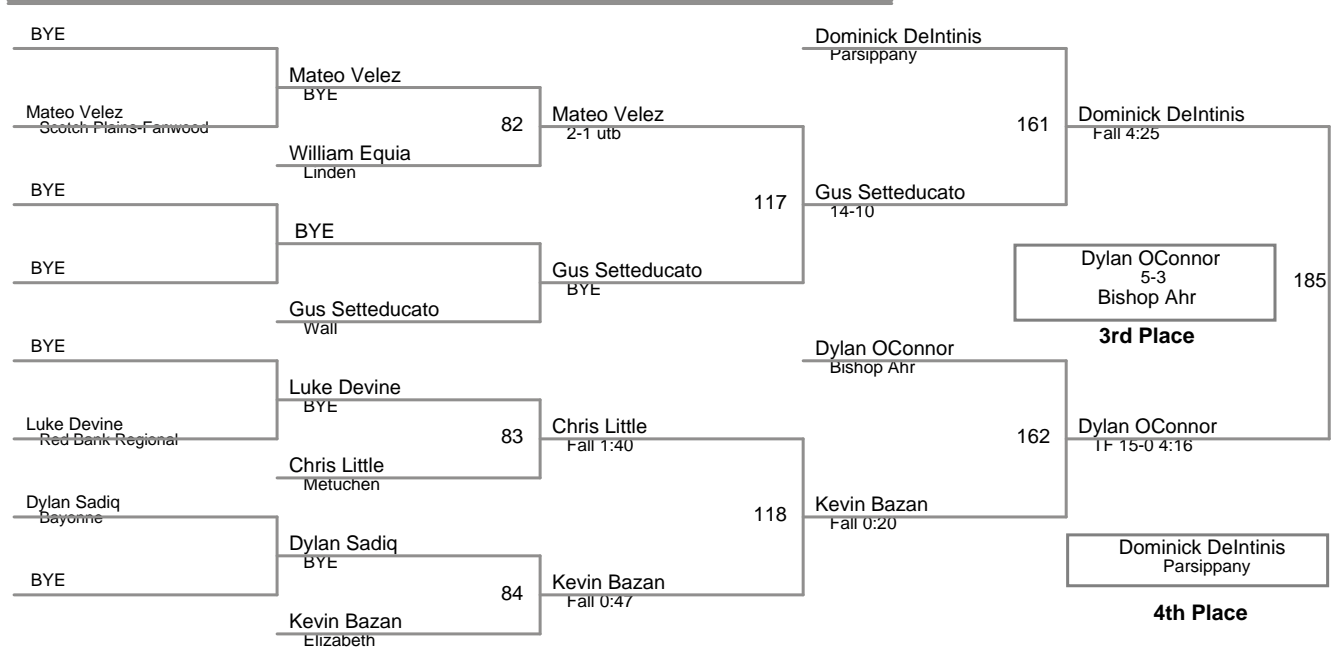 BYE
Mateo Velez
Scotch Plains-Fanwood
BYE
BYE
BYE
Luke Devine
Red Bank Regional
Dylan Sadiq
Bayonne
BYE
Mateo Velez
BYE
82
William Equia
Linden
BYE
Gus Setteducato
Wall
Luke Devine
BYE
83
Chris Little
Metuchen
Dylan Sadiq
BYE
84
Kevin Bazan
Elizabeth
Mateo Velez
2-1 utb
117
Gus Setteducato
BYE
Chris Little
Fall 1:40
118
Kevin Bazan
Fall 0:47
Dominick DeIntinis
Parsippany
161
Gus Setteducato
14-10
Dylan OConnor
Bishop Ahr
162
Kevin Bazan
Fall 0:20
Dominick DeIntinis
Fall 4:25
185
Dylan OConnor
TF 15-0 4:16
Dylan OConnor
5-3
Bishop Ahr
3rd Place
Dominick DeIntinis
Parsippany
4th Place